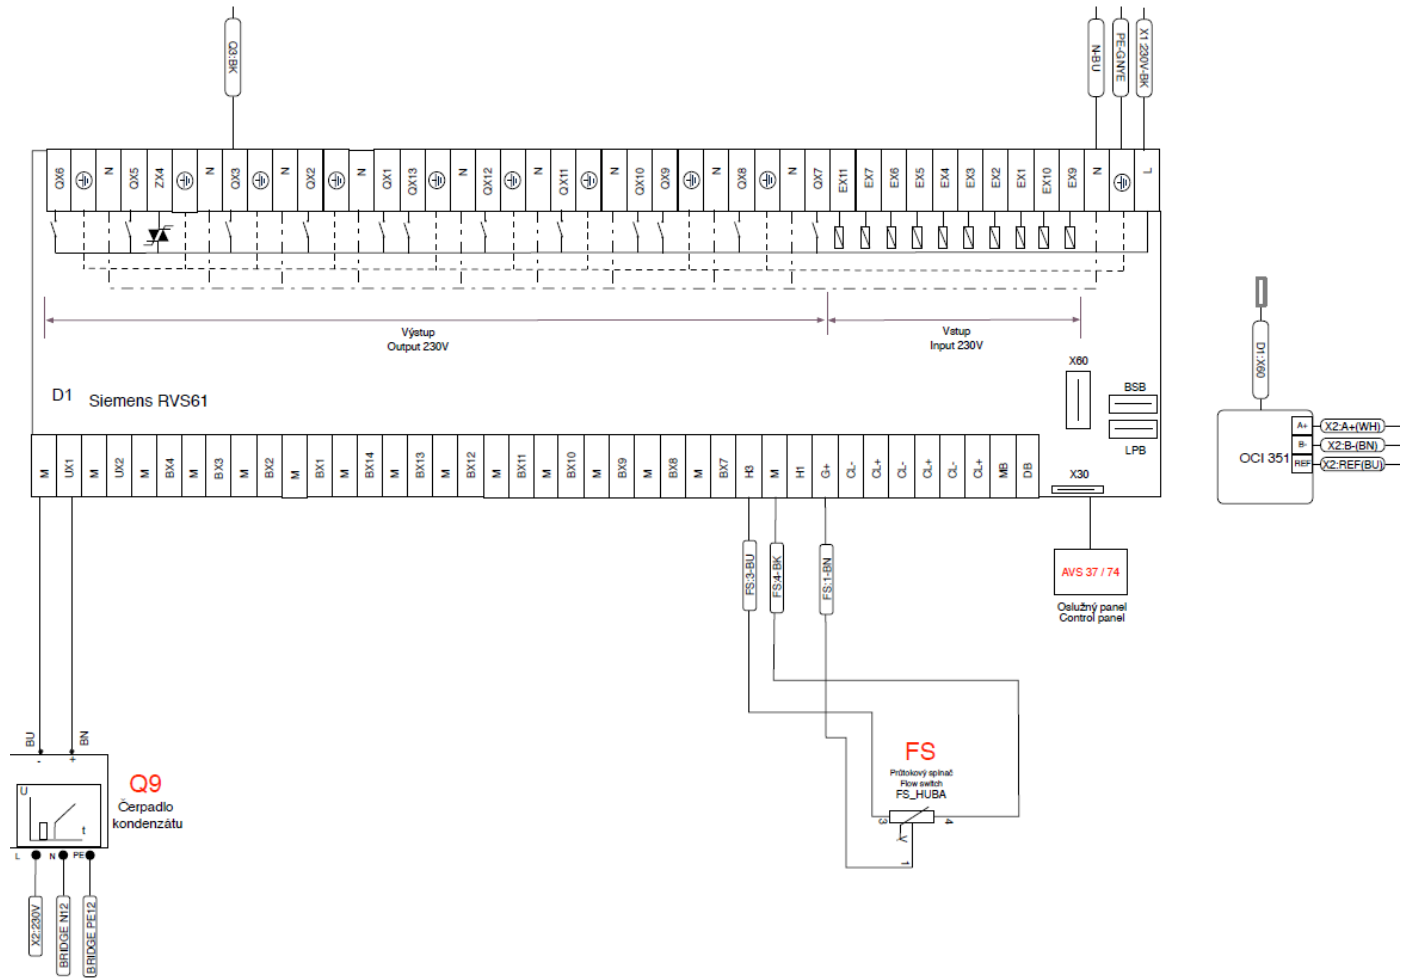 Q3:BK
N-BU
PE-GNYE
X1:230V-BK
QX6
N
QX5
ZX4
N
QX3
N
QX2
N
QX1
QX13
N
QX12
N
QX11
N
QX10
QX9
N
QX8
N
QX7
EX11
EX7
EX6
EX5
EX4
EX3
EX2
EX1
EX10
EX9
N
L
Výstup
Output 230V
Vstup
Input 230V
D1 Siemens RVS61
X60
BSB
LPB
X30
D1:X60
OCI 351
A+
B-
REF
X2:A+(WH)
X2:B-(BN)
X2:REF(BU)
M
UX1
M
UX2
M
BX4
M
BX3
M
BX2
M
BX1
M
BX14
M
BX13
M
BX12
M
BX11
M
BX10
M
BX9
M
BX8
M
BX7
H3
M
H1
G+
CL-
CL+
CL-
CL+
CL-
CL+
MB
DB
FS:3-BU
FS:4-BK
FS:1-BN
AVS 37 / 74
Oslužný panel
Control panel
BU
BN
-
+
U
t
Q9
Čerpadlo
kondenzátu
L
N
PE
X2:230V
BRIDGE N12
BRIDGE PE12
FS
Průtokový spínač
Flow switch
FS_HUBA
3
4
V
1